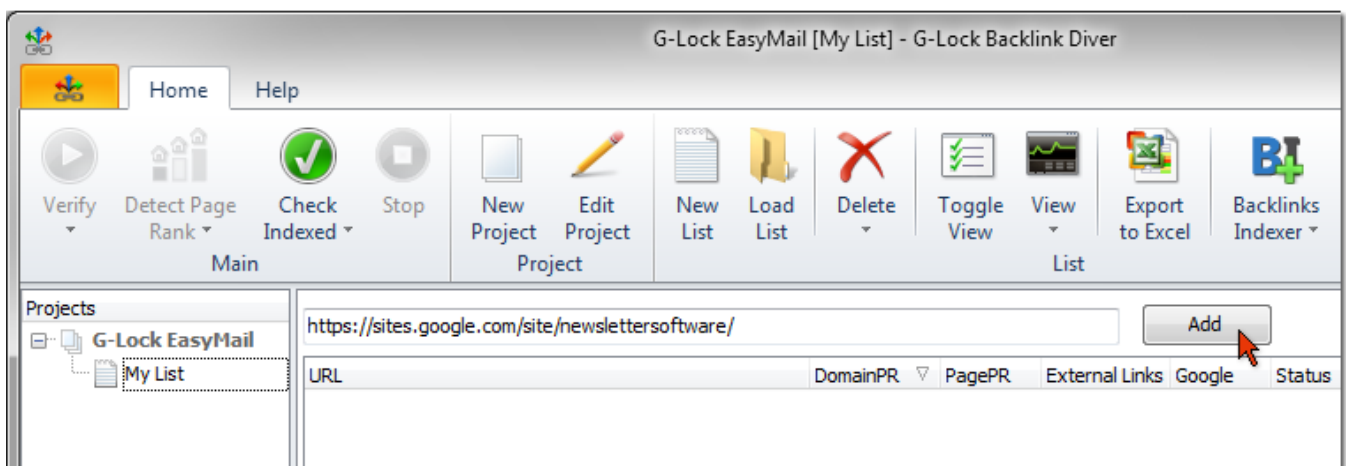 G-Lock EasyMail [My List] - G-Lock Backlink Diver
Home Help
Verify Detect Page Check Stop New Edit New Load Delete Toggle View Export Backlinks
Rank Indexed Project Project List List View to Excel Indexer
Main Project List
Projects
https://sites.google.com/site/newslettersoftware/ Add
G-Lock EasyMail
My List
URL DomainPR PagePR External Links Google Status